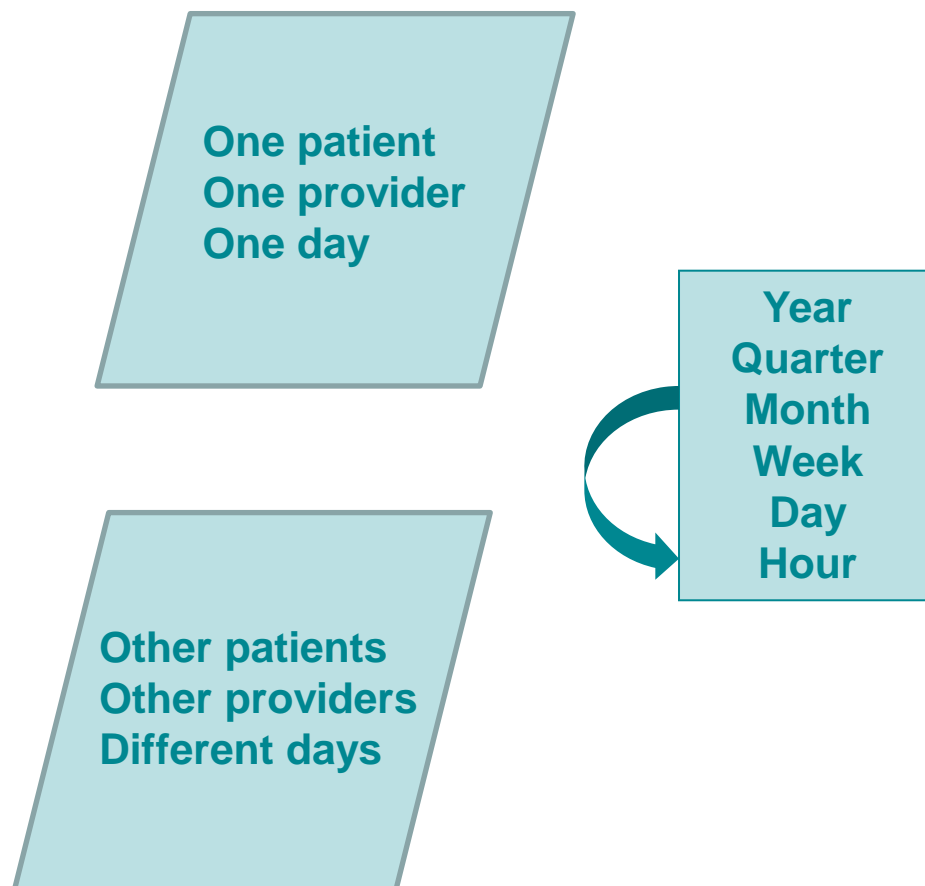 One patient
One provider
One day
Year
Quarter
Month
Week
Day
Hour
Other patients
Other providers
Different days